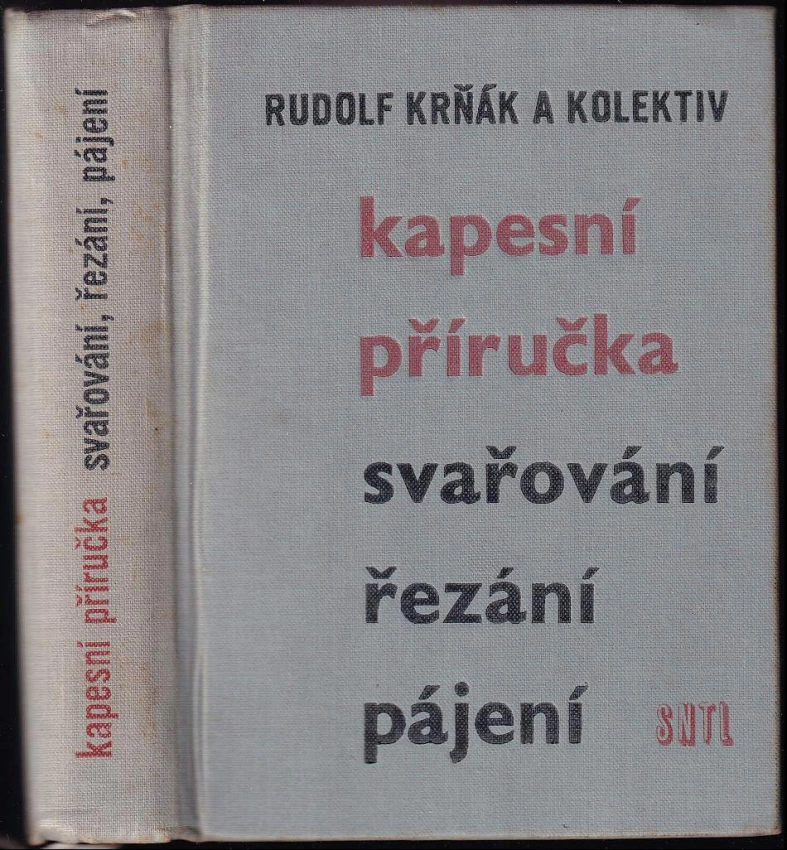 kapesní příručka svařování, řezání, pájení
RUDOLF KRŇÁK A KOLEKTIV
kapesní
příručka
svařování
řezání
pájení
SNTL